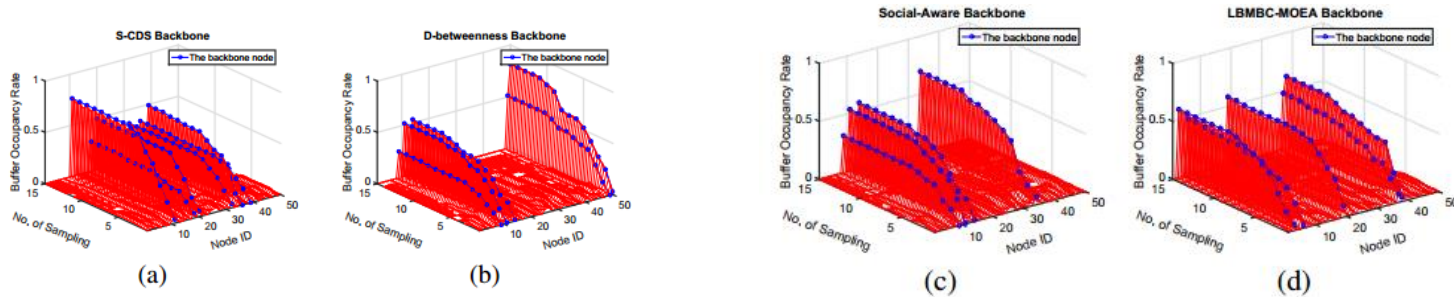 S-CDS Backbone
The backbone node
Buffer Occupancy Rate
1
0.5
0
15
10
5
No. of Sampling
10
20
30
40
50
Node ID
(a)
D-betweenness Backbone
The backbone node
Buffer Occupancy Rate
1
0.5
0
15
10
5
No. of Sampling
10
20
30
40
50
Node ID
(b)
Social-Aware Backbone
The backbone node
Buffer Occupancy Rate
1
0.5
0
15
10
5
No. of Sampling
10
20
30
40
50
Node ID
(c)
LBMBC-MOEA Backbone
The backbone node
Buffer Occupancy Rate
1
0.5
0
15
10
5
No. of Sampling
10
20
30
40
50
Node ID
(d)